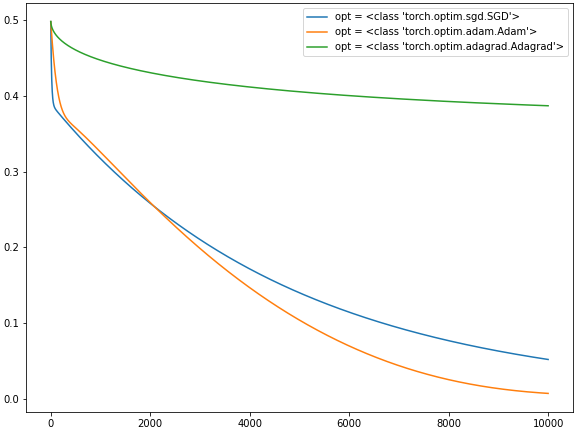 opt = <class 'torch.optim.sgd.SGD'>
opt = <class 'torch.optim.adam.Adam'>
opt = <class 'torch.optim.adagrad.Adagrad'>
0.5
0.4
0.3
0.2
0.1
0.0
0 2000 4000 6000 8000 10000